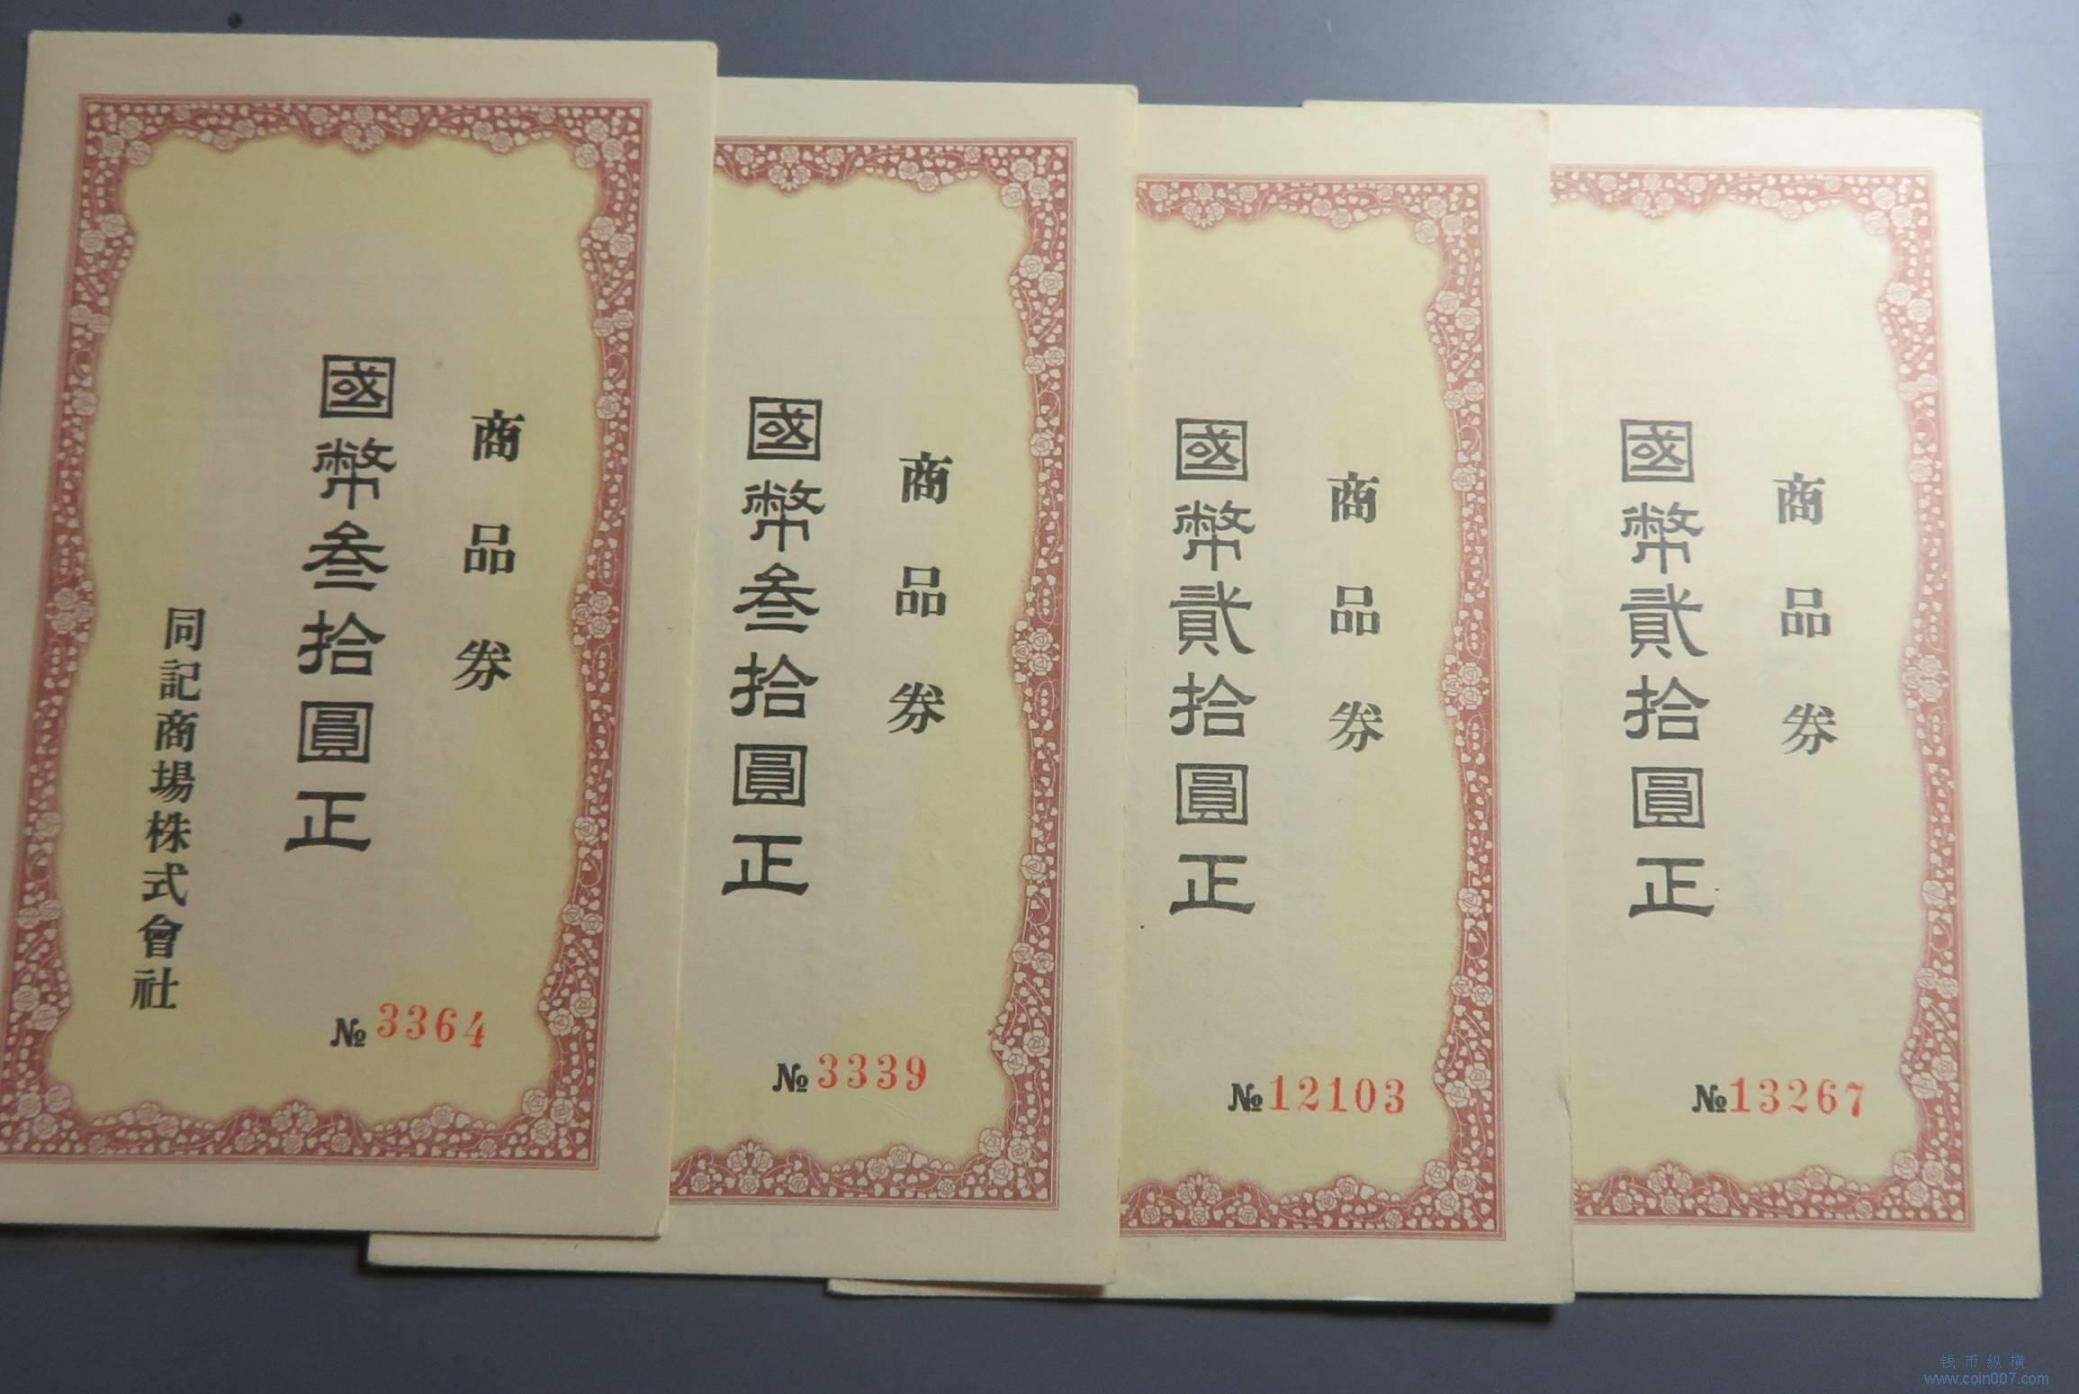 商品券
國幣叁拾圓正
同記商場株式會社
№3364
商品券
國幣叁拾圓正
№3339
商品券
國幣貳拾圓正
№12103
商品券
國幣貳拾圓正
№13267
钱币纵横
www.coin007.com